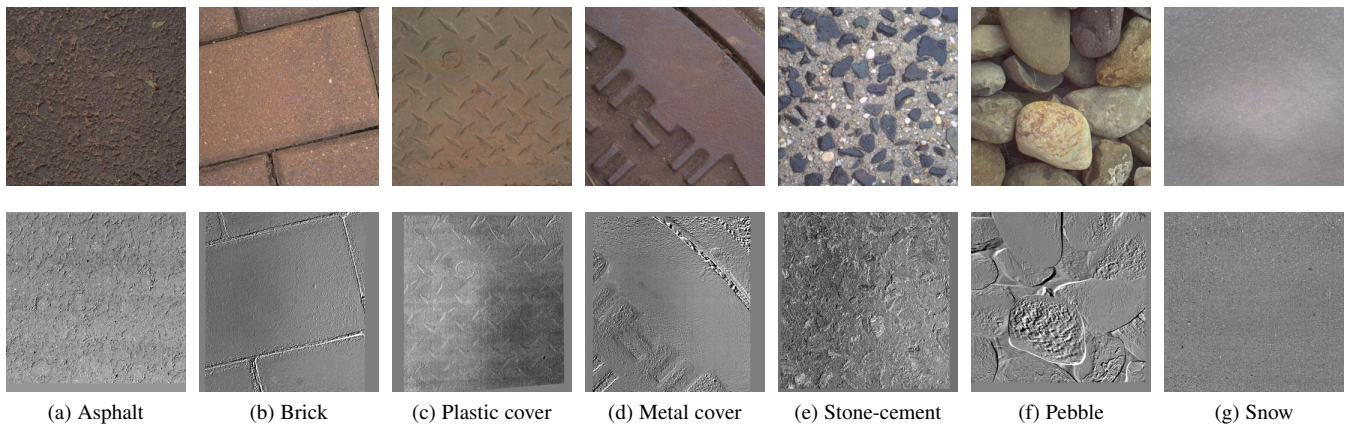 (a) Asphalt
(b) Brick
(c) Plastic cover
(d) Metal cover
(e) Stone-cement
(f) Pebble
(g) Snow